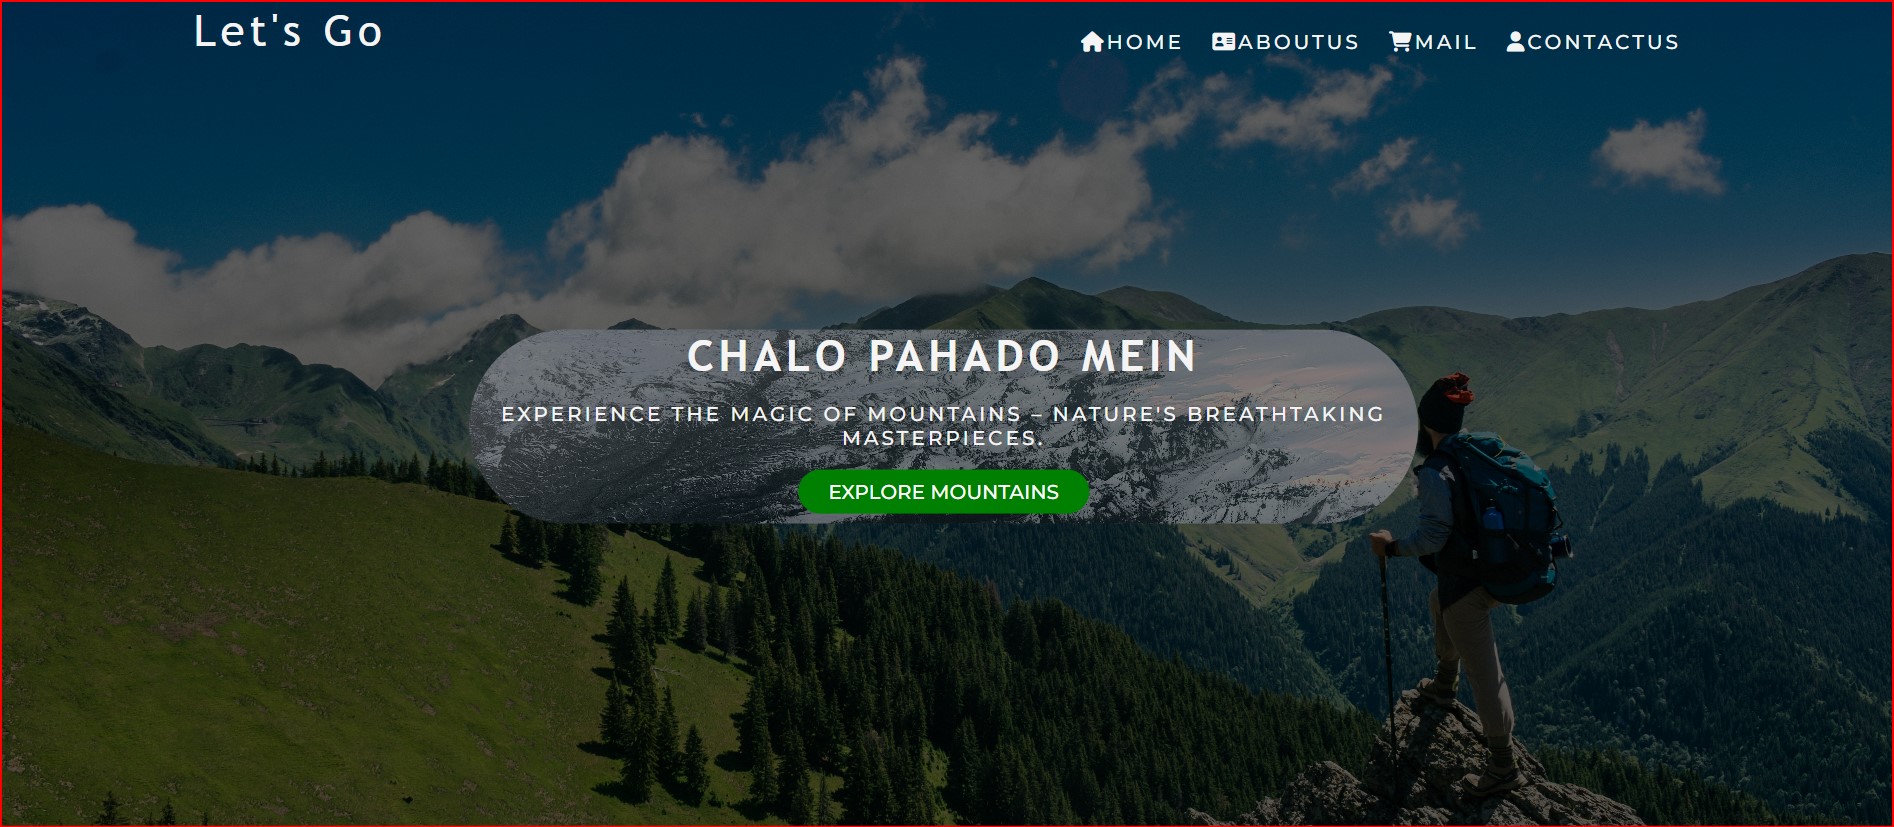 Let's Go
HOME ABOUTUS MAIL CONTACTUS
CHALO PAHADO MEIN
EXPERIENCE THE MAGIC OF MOUNTAINS – NATURE'S BREATHTAKING
MASTERPIECES.
EXPLORE MOUNTAINS